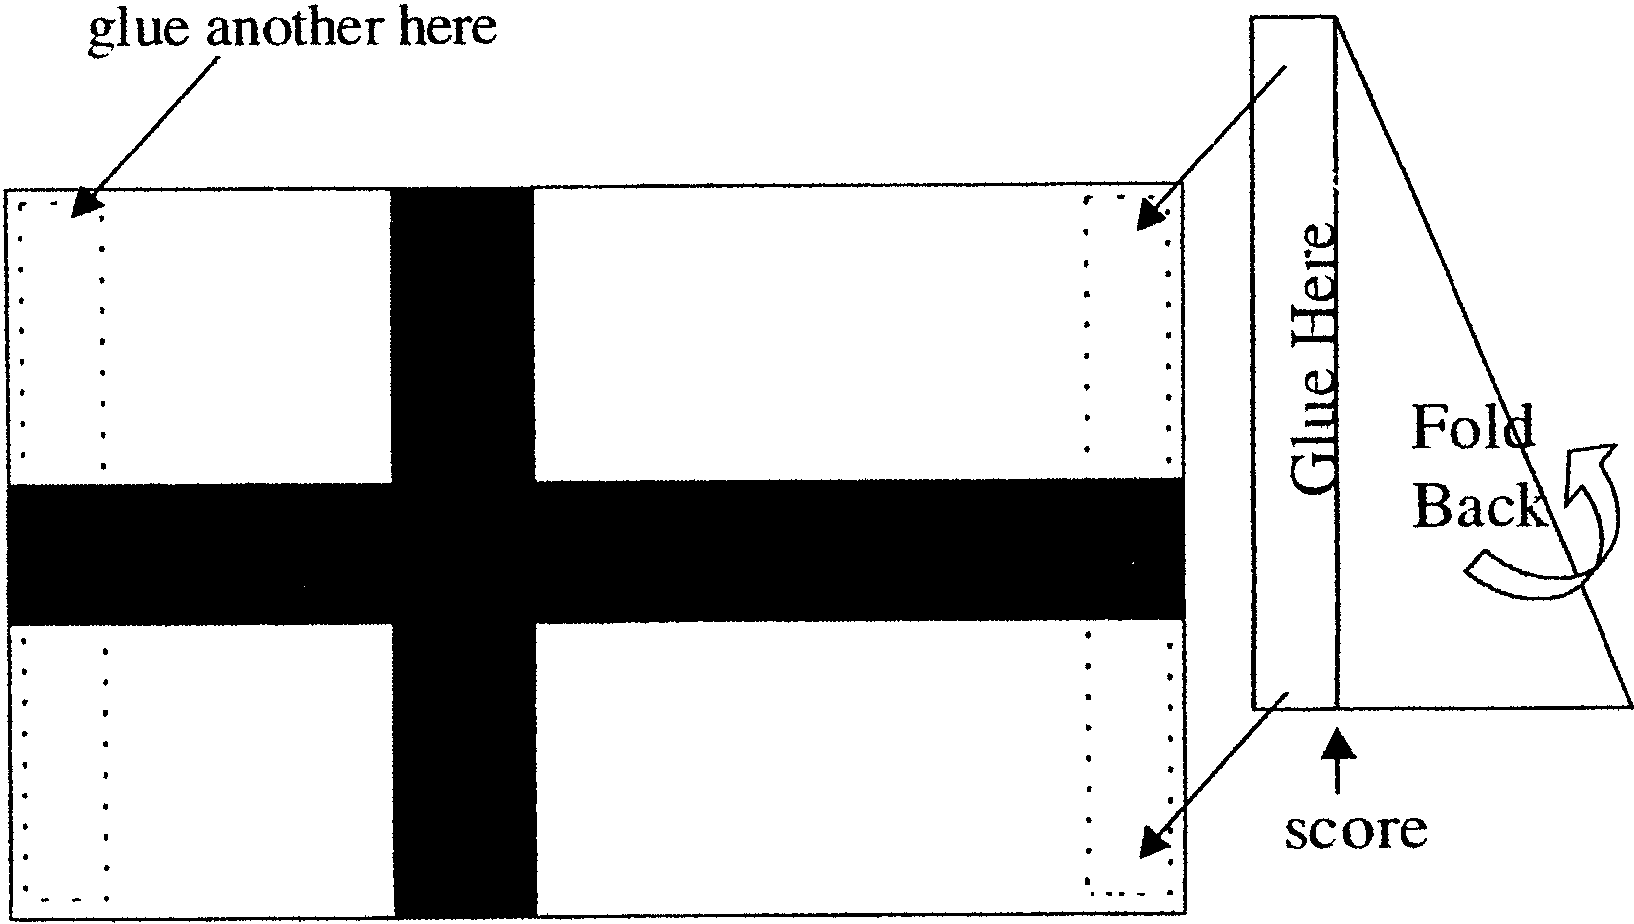 glue another here
Glue Here
Fold
Back
score